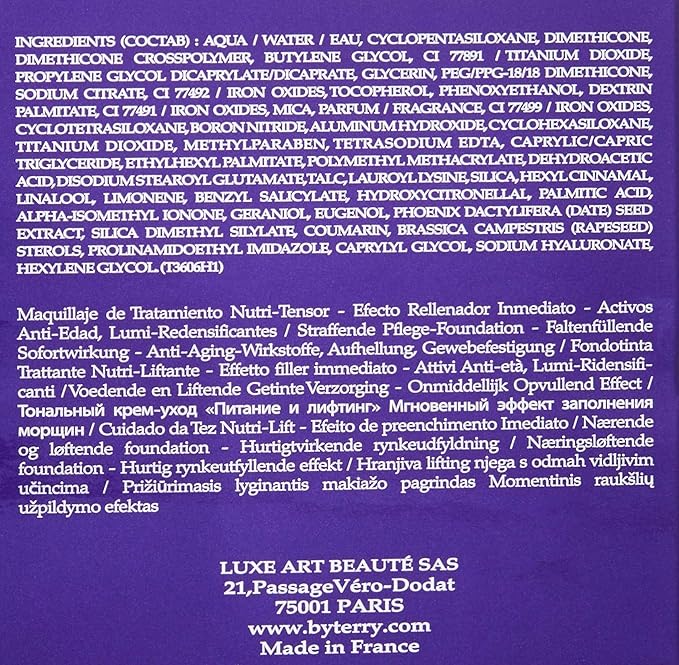 INGREDIENTS (COCTAB) : AQUA / WATER / EAU, CYCLOPENTASILOXANE, DIMETHICONE,
DIMETHICONE CROSSPOLYMER, BUTYLENE GLYCOL, CI 77891 / TITANIUM DIOXIDE,
PROPYLENE GLYCOL DICAPRYLATE/DICAPRATE, GLYCERIN, PEG/PPG-18/18 DIMETHICONE,
SODIUM CITRATE, CI 77492 / IRON OXIDES, TOCOPHEROL, PHENOXYETHANOL, DEXTRIN
PALMITATE, CI 77491 / IRON OXIDES, MICA, PARFUM / FRAGRANCE, CI 77499 / IRON OXIDES,
CYCLOTETRASILOXANE, BORON NITRIDE, ALUMINUM HYDROXIDE, CYCLOHEXASILOXANE,
TITANIUM DIOXIDE, METHYLPARABEN, TETRASODIUM EDTA, CAPRYLIC/CAPRIC
TRIGLYCERIDE, ETHYLHEXYL PALMITATE, POLYMETHYL METHACRYLATE, DEHYDROACETIC
ACID, DISODIUM STEAROYL GLUTAMATE, TALC, LAUROYL LYSINE, SILICA, HEXYL CINNAMAL,
LINALOOL, LIMONENE, BENZYL SALICYLATE, HYDROXYCITRONELLAL, PALMITIC ACID,
ALPHA-ISOMETHYL IONONE, GERANIOL, EUGENOL, PHOENIX DACTYLIFERA (DATE) SEED
EXTRACT, SILICA DIMETHYL SILYLATE, COUMARIN, BRASSICA CAMPESTRIS (RAPESEED)
STEROLS, PROLINAMIDOETHYL IMIDAZOLE, CAPRYLYL GLYCOL, SODIUM HYALURONATE,
HEXYLENE GLYCOL. (T3606H1)
Maquillaje de Tratamiento Nutri-Tensor - Efecto Rellenador Inmediato - Activos
Anti-Edad, Lumi-Redensificantes / Straffende Pflege-Foundation - Faltenfüllende
Sofortwirkung - Anti-Aging-Wirkstoffe, Aufhellung, Gewebefestigung / Fondotinta
Trattante Nutri-Liftante - Effetto filler immediato - Attivi Anti-età, Lumi-Ridensifi-
canti / Voedende en Liftende Getinte Verzorging - Onmiddellijk Opvullend Effect /
Тональный крем-уход «Питание и лифтинг» Мгновенный эффект заполнения
морщин / Cuidado da Tez Nutri-Lift - Efeito de preenchimento Imediato / Nærende
og løftende foundation - Hurtigtvirkende rynkeudfyldning / Næringsløftende
foundation - Hurtig rynkeutfyllende effekt / Hranjiva lifting njega s odmah vidljivim
učincima / Prižiūrimasis lyginantis makiažo pagrindas Momentinis raukšlių
užpildymo efektas
LUXE ART BEAUTÉ SAS
21,PassageVéro-Dodat
75001 PARIS
www.byterry.com
Made in France